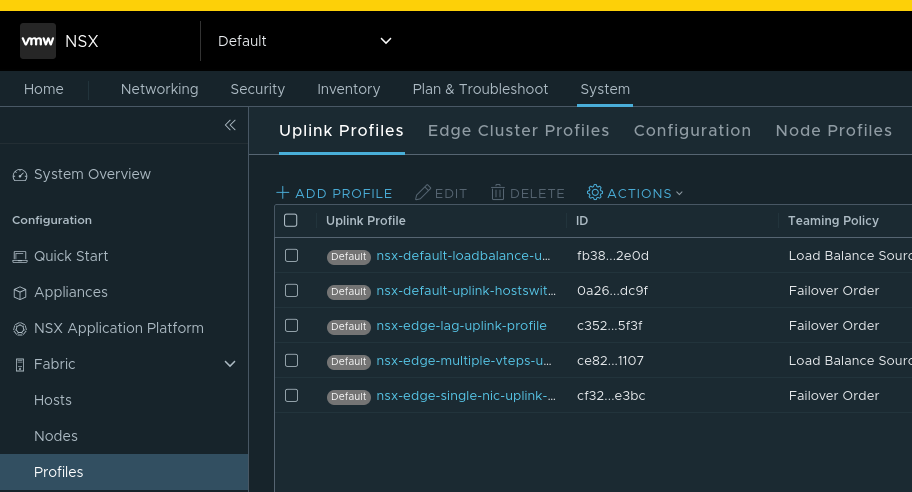 vmw NSX Default
Home Networking Security Inventory Plan & Troubleshoot System
Uplink Profiles Edge Cluster Profiles Configuration Node Profiles
System Overview
Configuration
Quick Start
Appliances
NSX Application Platform
Fabric
Hosts
Nodes
Profiles
ADD PROFILE EDIT DELETE ACTIONS
Uplink Profile ID Teaming Policy
Default nsx-default-loadbalance-u... fb38...2e0d Load Balance Sourc
Default nsx-default-uplink-hostswit... 0a26...dc9f Failover Order
Default nsx-edge-lag-uplink-profile c352...5f3f Failover Order
Default nsx-edge-multiple-vteps-u... ce82...1107 Load Balance Sourc
Default nsx-edge-single-nic-uplink-... cf32...e3bc Failover Order